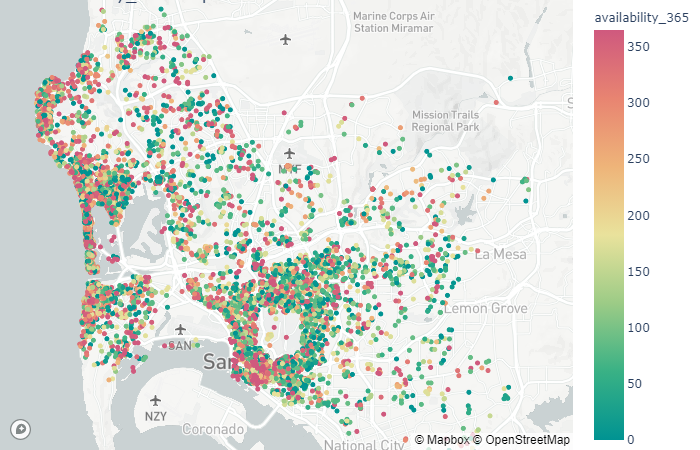 availability_365
Marine Corps Air
Station Miramar
350
300
Mission Trails
Regional Park
250
200
La Mesa
150
Lemon Grove
100
SAN
San
50
NZY
Coronado
National City
© Mapbox © OpenStreetMap
0